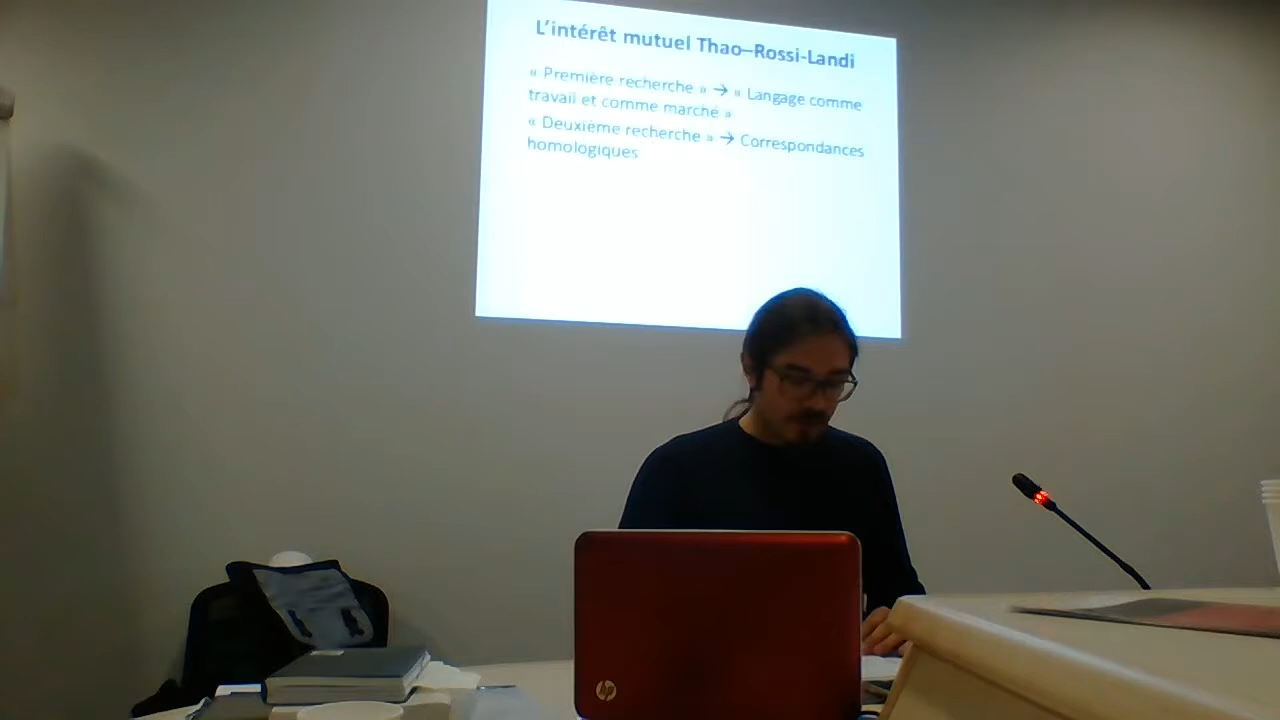 L'intérêt mutuel Thao–Rossi-Landi
« Première recherche » → « Langage comme
travail et comme marché »
« Deuxième recherche » → Correspondances
homologiques
hp